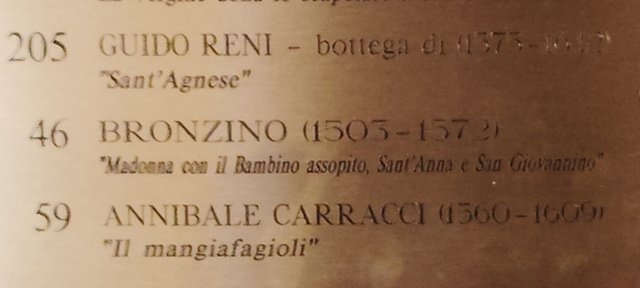 205 GUIDO RENI - bottega di
"Sant'Agnese"
46 BRONZINO (1503-1572)
"Madonna con il Bambino assopito, Sant'Anna e San Giovannino"
59 ANNIBALE CARRACCI (1560-1609)
"Il mangiafagioli"